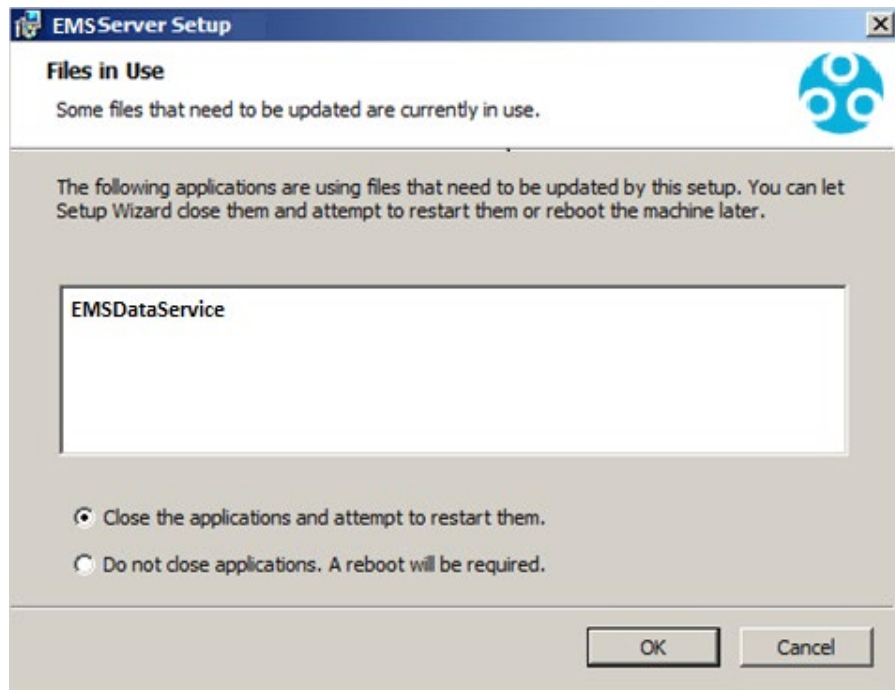 EMSServer Setup
Files in Use
Some files that need to be updated are currently in use.
The following applications are using files that need to be updated by this setup. You can let
Setup Wizard close them and attempt to restart them or reboot the machine later.
EMSDataService
Close the applications and attempt to restart them.
Do not close applications. A reboot will be required.
OK
Cancel